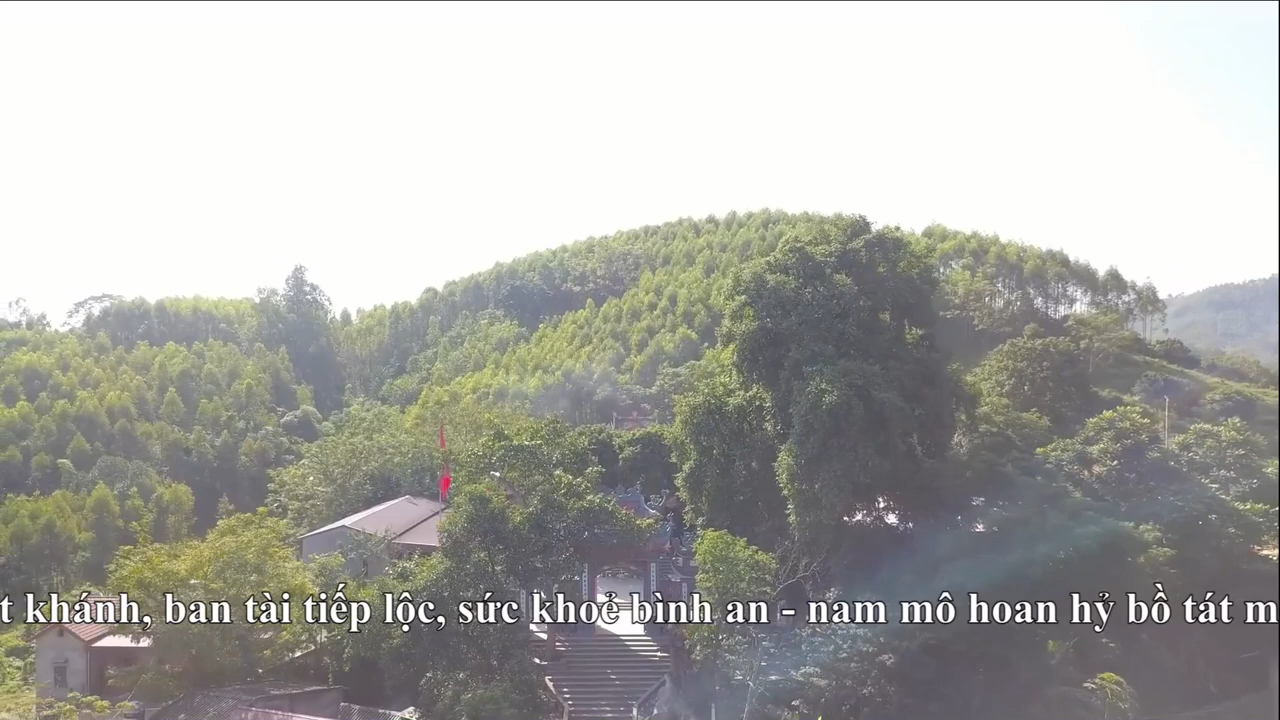 t khánh, ban tài tiếp lộc, sức khoẻ bình an - nam mô hoan hỷ bồ tát m